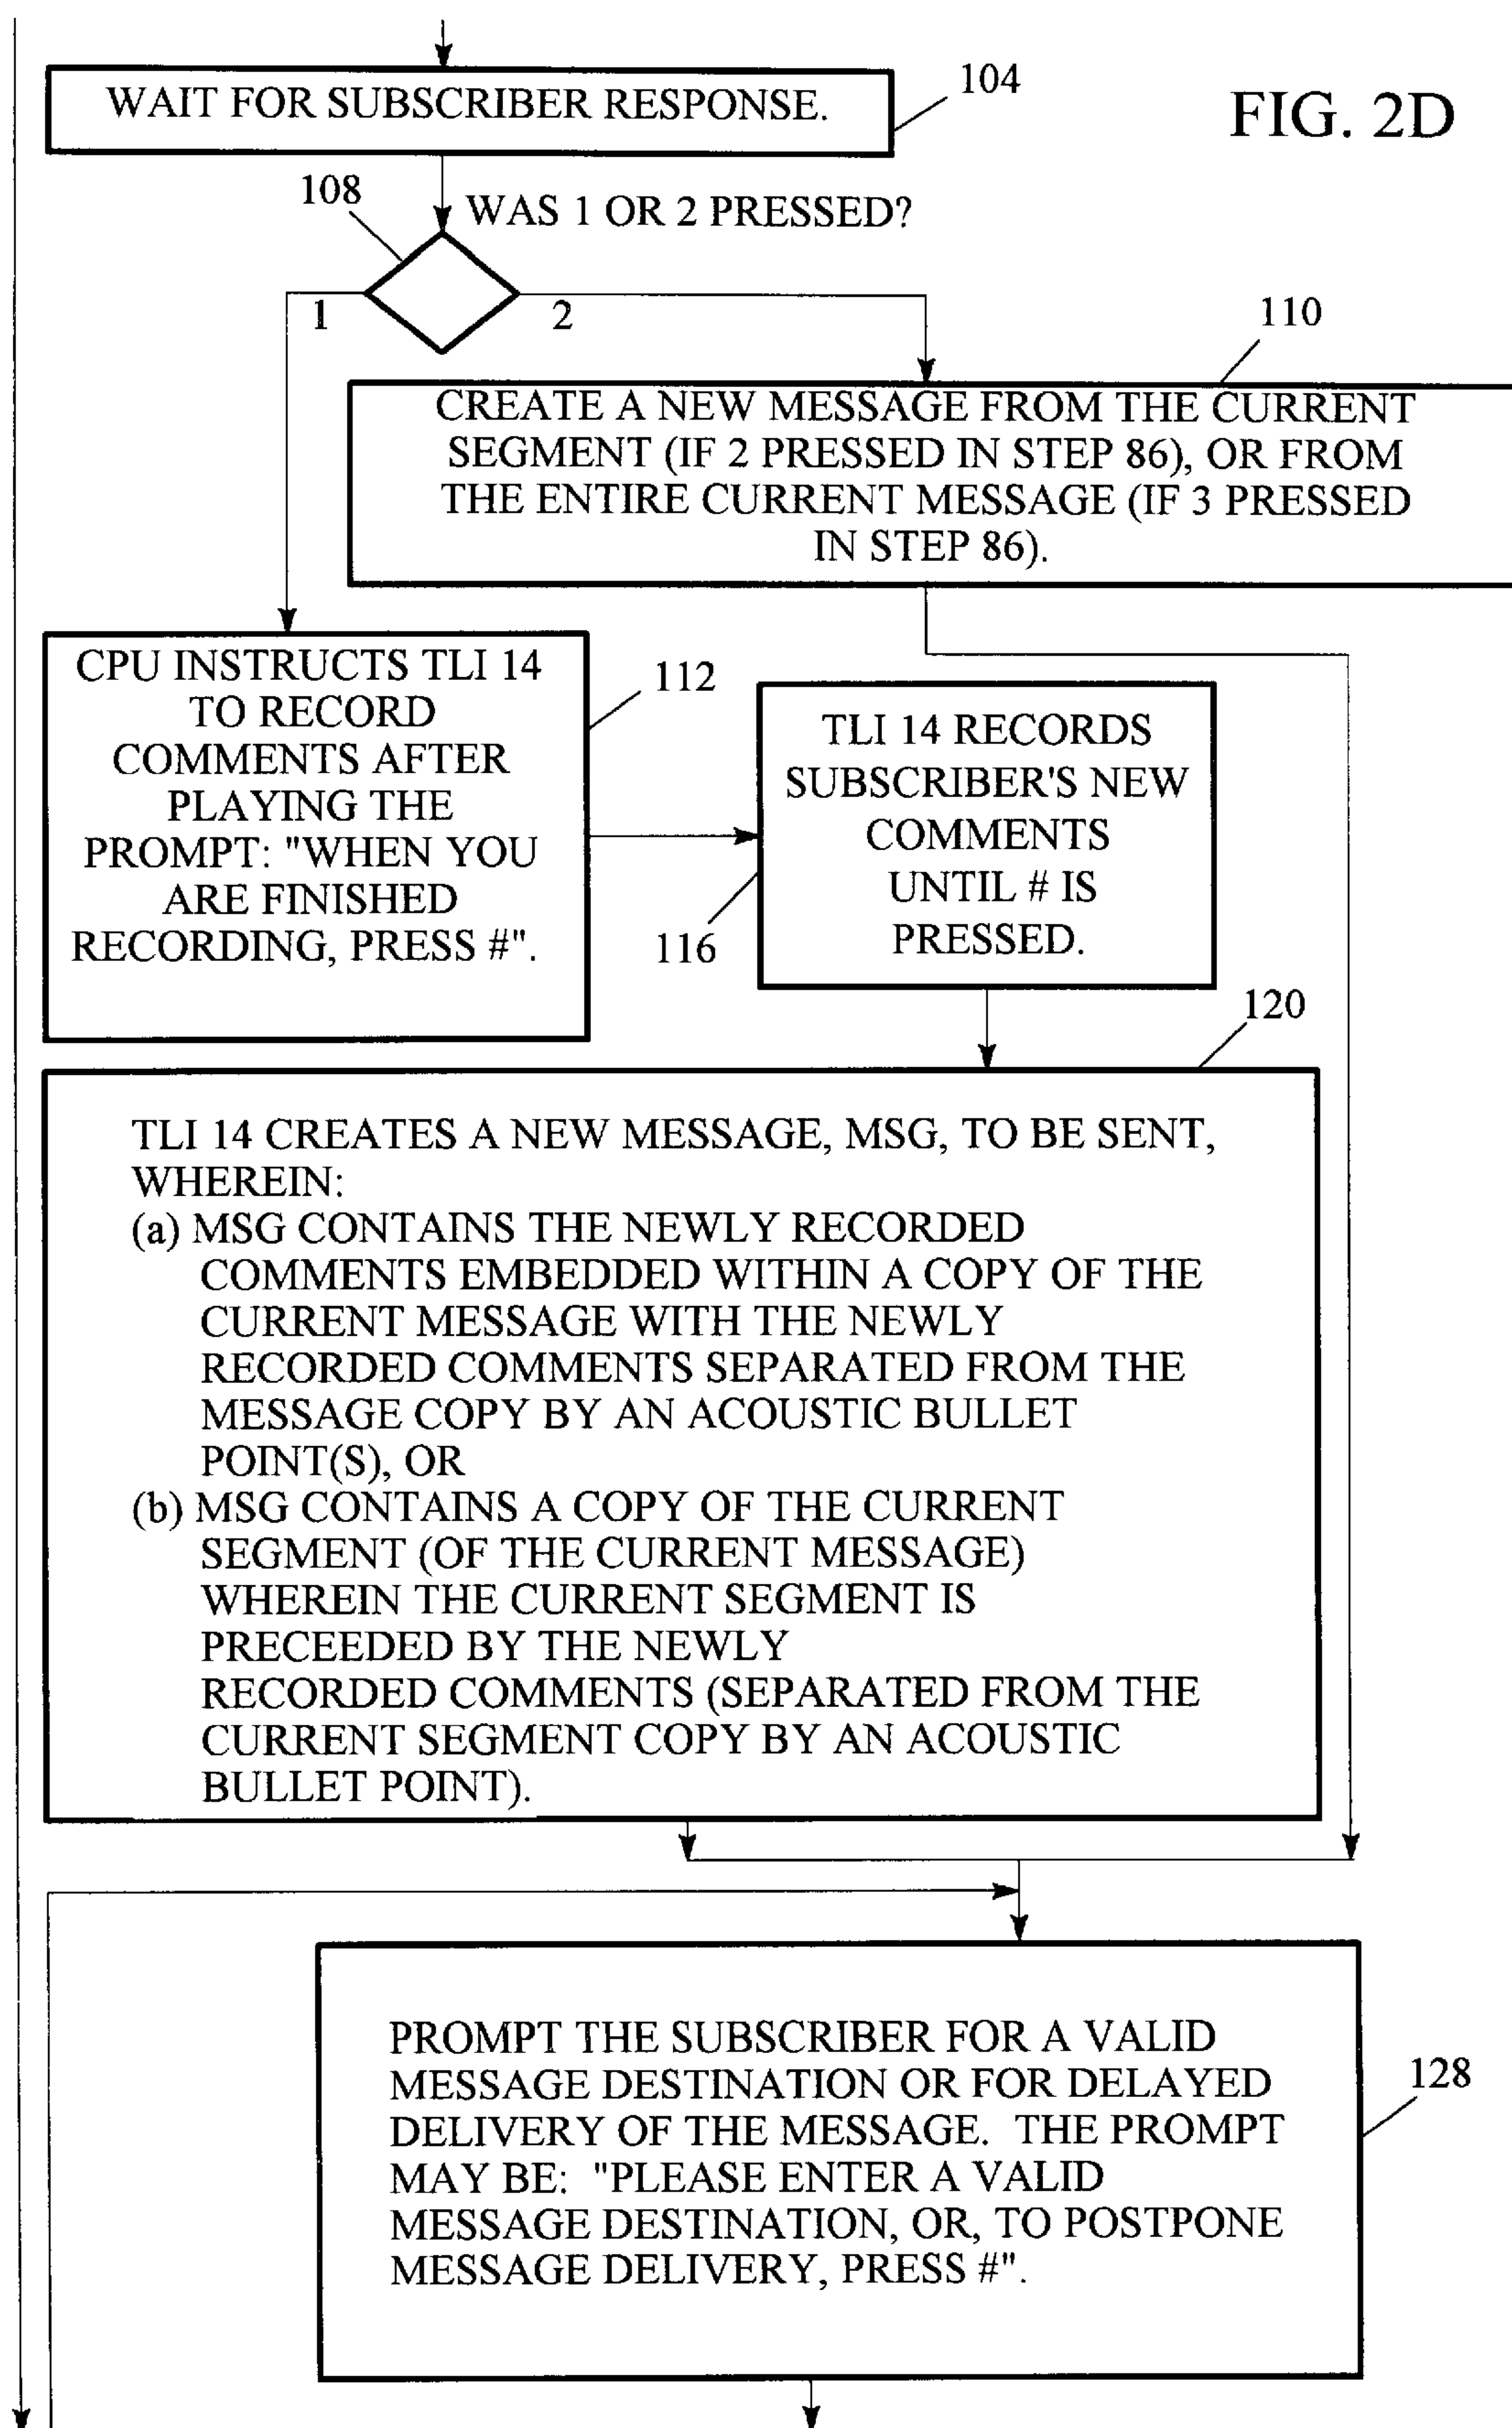 WAIT FOR SUBSCRIBER RESPONSE.
104
FIG. 2D
108
WAS 1 OR 2 PRESSED?
1
2
110
CREATE A NEW MESSAGE FROM THE CURRENT
SEGMENT (IF 2 PRESSED IN STEP 86), OR FROM
THE ENTIRE CURRENT MESSAGE (IF 3 PRESSED
IN STEP 86).
CPU INSTRUCTS TLI 14
TO RECORD
COMMENTS AFTER
PLAYING THE
PROMPT: "WHEN YOU
ARE FINISHED
RECORDING, PRESS #".
112
TLI 14 RECORDS
SUBSCRIBER'S NEW
COMMENTS
UNTIL # IS
PRESSED.
116
120
TLI 14 CREATES A NEW MESSAGE, MSG, TO BE SENT,
WHEREIN:
(a) MSG CONTAINS THE NEWLY RECORDED
COMMENTS EMBEDDED WITHIN A COPY OF THE
CURRENT MESSAGE WITH THE NEWLY
RECORDED COMMENTS SEPARATED FROM THE
MESSAGE COPY BY AN ACOUSTIC BULLET
POINT(S), OR
(b) MSG CONTAINS A COPY OF THE CURRENT
SEGMENT (OF THE CURRENT MESSAGE)
WHEREIN THE CURRENT SEGMENT IS
PRECEEDED BY THE NEWLY
RECORDED COMMENTS (SEPARATED FROM THE
CURRENT SEGMENT COPY BY AN ACOUSTIC
BULLET POINT).
PROMPT THE SUBSCRIBER FOR A VALID
MESSAGE DESTINATION OR FOR DELAYED
DELIVERY OF THE MESSAGE.  THE PROMPT
MAY BE:  "PLEASE ENTER A VALID
MESSAGE DESTINATION, OR, TO POSTPONE
MESSAGE DELIVERY, PRESS #".
128